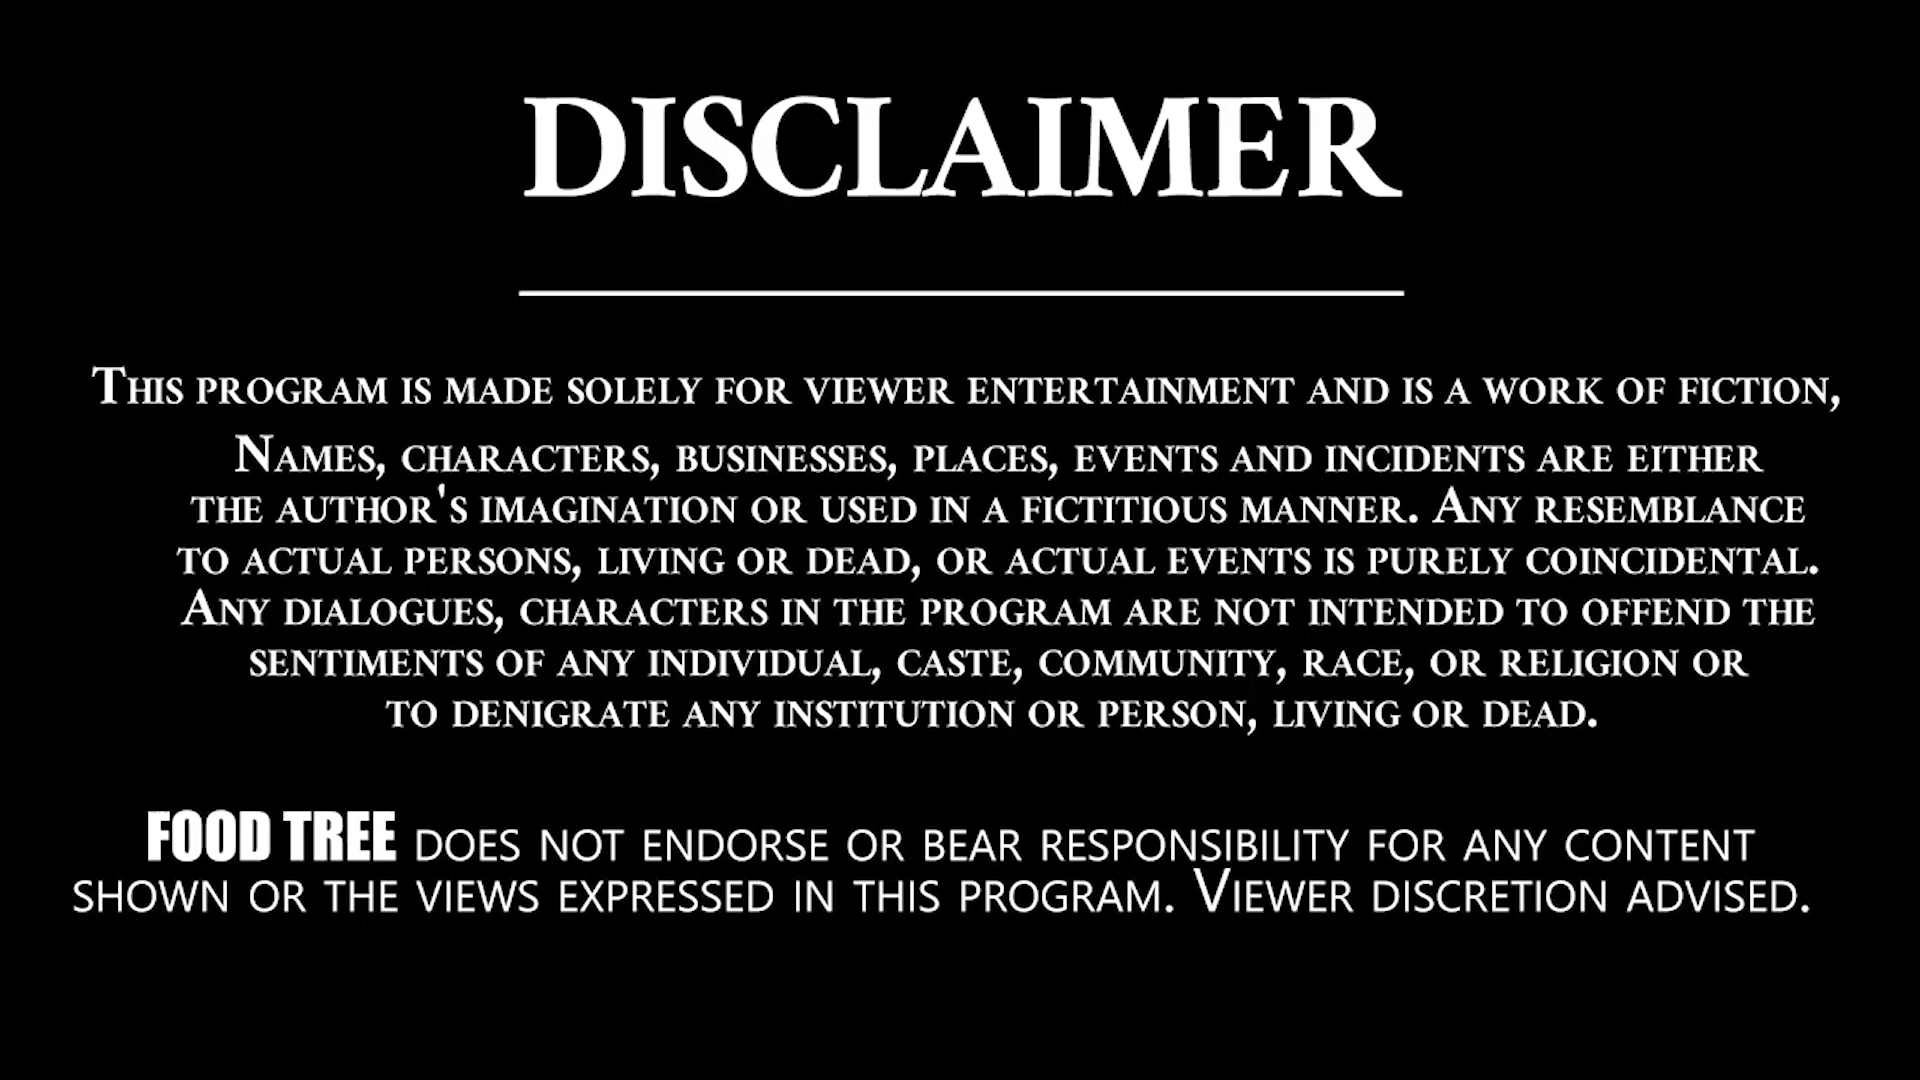 DISCLAIMER
This program is made solely for viewer entertainment and is a work of fiction,
Names, characters, businesses, places, events and incidents are either
the author's imagination or used in a fictitious manner. Any resemblance
to actual persons, living or dead, or actual events is purely coincidental.
Any dialogues, characters in the program are not intended to offend the
sentiments of any individual, caste, community, race, or religion or
to denigrate any institution or person, living or dead.
FOOD TREE does not endorse or bear responsibility for any content
shown or the views expressed in this program. Viewer discretion advised.